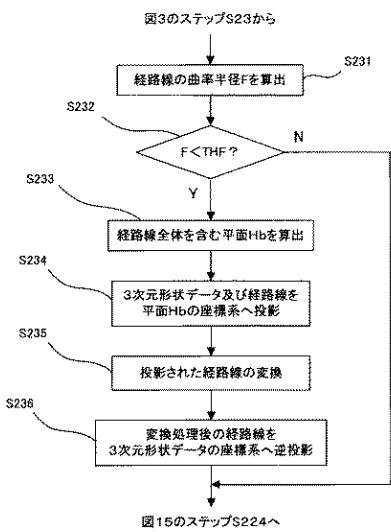 図3のステップS23から
S231
経路線の曲率半径Fを算出
S232
F<THF？
N
Y
S233
経路線全体を含む平面Hbを算出
S234
3次元形状データ及び経路線を
平面Hbの座標系へ投影
S235
投影された経路線の変換
S236
変換処理後の経路線を
3次元形状データの座標系へ逆投影
図15のステップS224へ